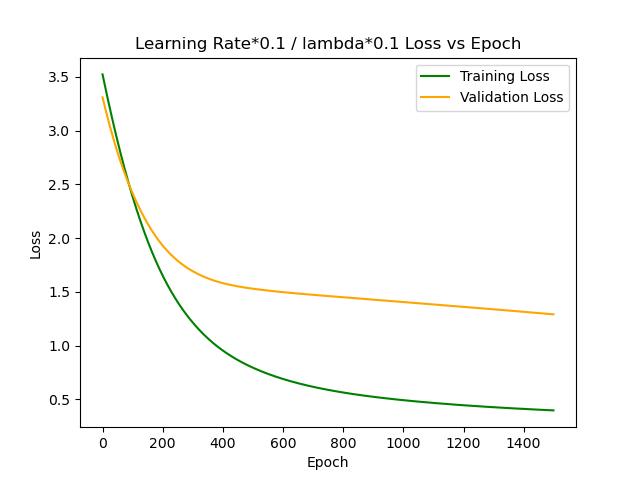 Learning Rate*0.1 / lambda*0.1 Loss vs Epoch
Training Loss
Validation Loss
3.5
3.0
2.5
2.0
1.5
1.0
0.5
Loss
0 200 400 600 800 1000 1200 1400
Epoch